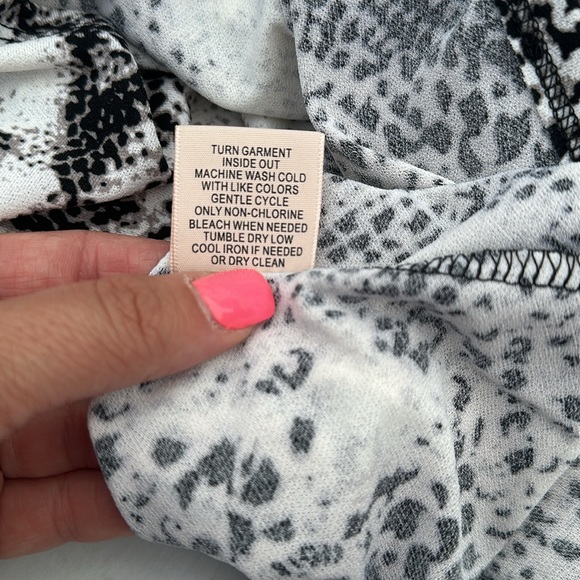 TURN GARMENT
INSIDE OUT
MACHINE WASH COLD
WITH LIKE COLORS
GENTLE CYCLE
ONLY NON-CHLORINE
BLEACH WHEN NEEDED
TUMBLE DRY LOW
COOL IRON IF NEEDED
OR DRY CLEAN